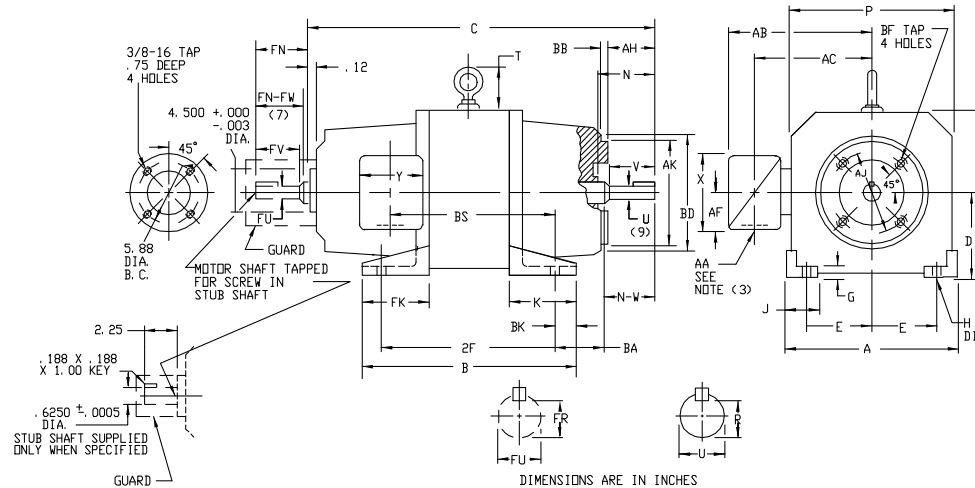 C
P
AB
BF TAP
4 HOLES
3/8-16 TAP
.75 DEEP
4 HOLES
FN
BB
AH
.12
T
N
AC
FN-FW
(7)
4.500 +.000
-.003
DIA.
45°
FV
V
AK
Y
X
AJ
45°
BS
BD
AF
D
FU
U
(9)
GUARD
5.88
DIA.
B.C.
MOTOR SHAFT TAPPED
FOR SCREW IN
STUB SHAFT
AA
SEE
NOTE (3)
G
FK
K
N-W
J
H
BK
E
E
2.25
2F
BA
A
B
.188 X .188
X 1.00 KEY
FR
R
.6250 ±.0005
DIA.
STUB SHAFT SUPPLIED
ONLY WHEN SPECIFIED
FU
U
GUARD
DIMENSIONS ARE IN INCHES